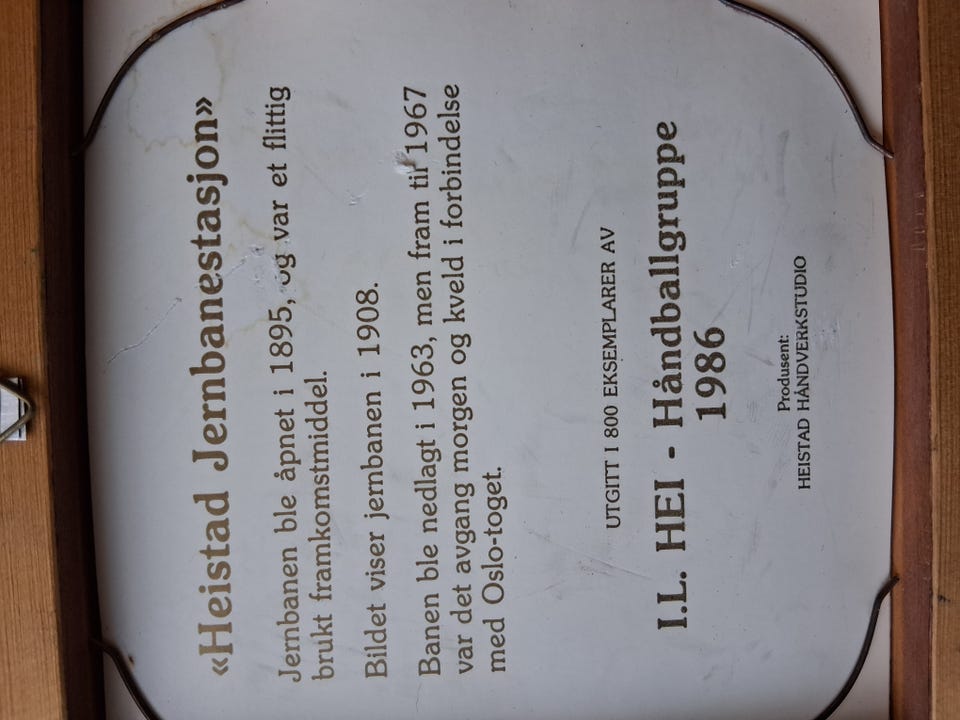 «Heistad Jernbanestasjon»
Jernbanen ble åpnet i 1895, og var et flittig
brukt framkomstmiddel.
Bildet viser jernbanen i 1908.
Banen ble nedlagt i 1963, men fram til 1967
var det avgang morgen og kveld i forbindelse
med Oslo-toget.
UTGITT I 800 EKSEMPLARER AV
I.L. HEI - Håndballgruppe
1986
Produsent:
HEISTAD HÅNDVERKSTUDIO